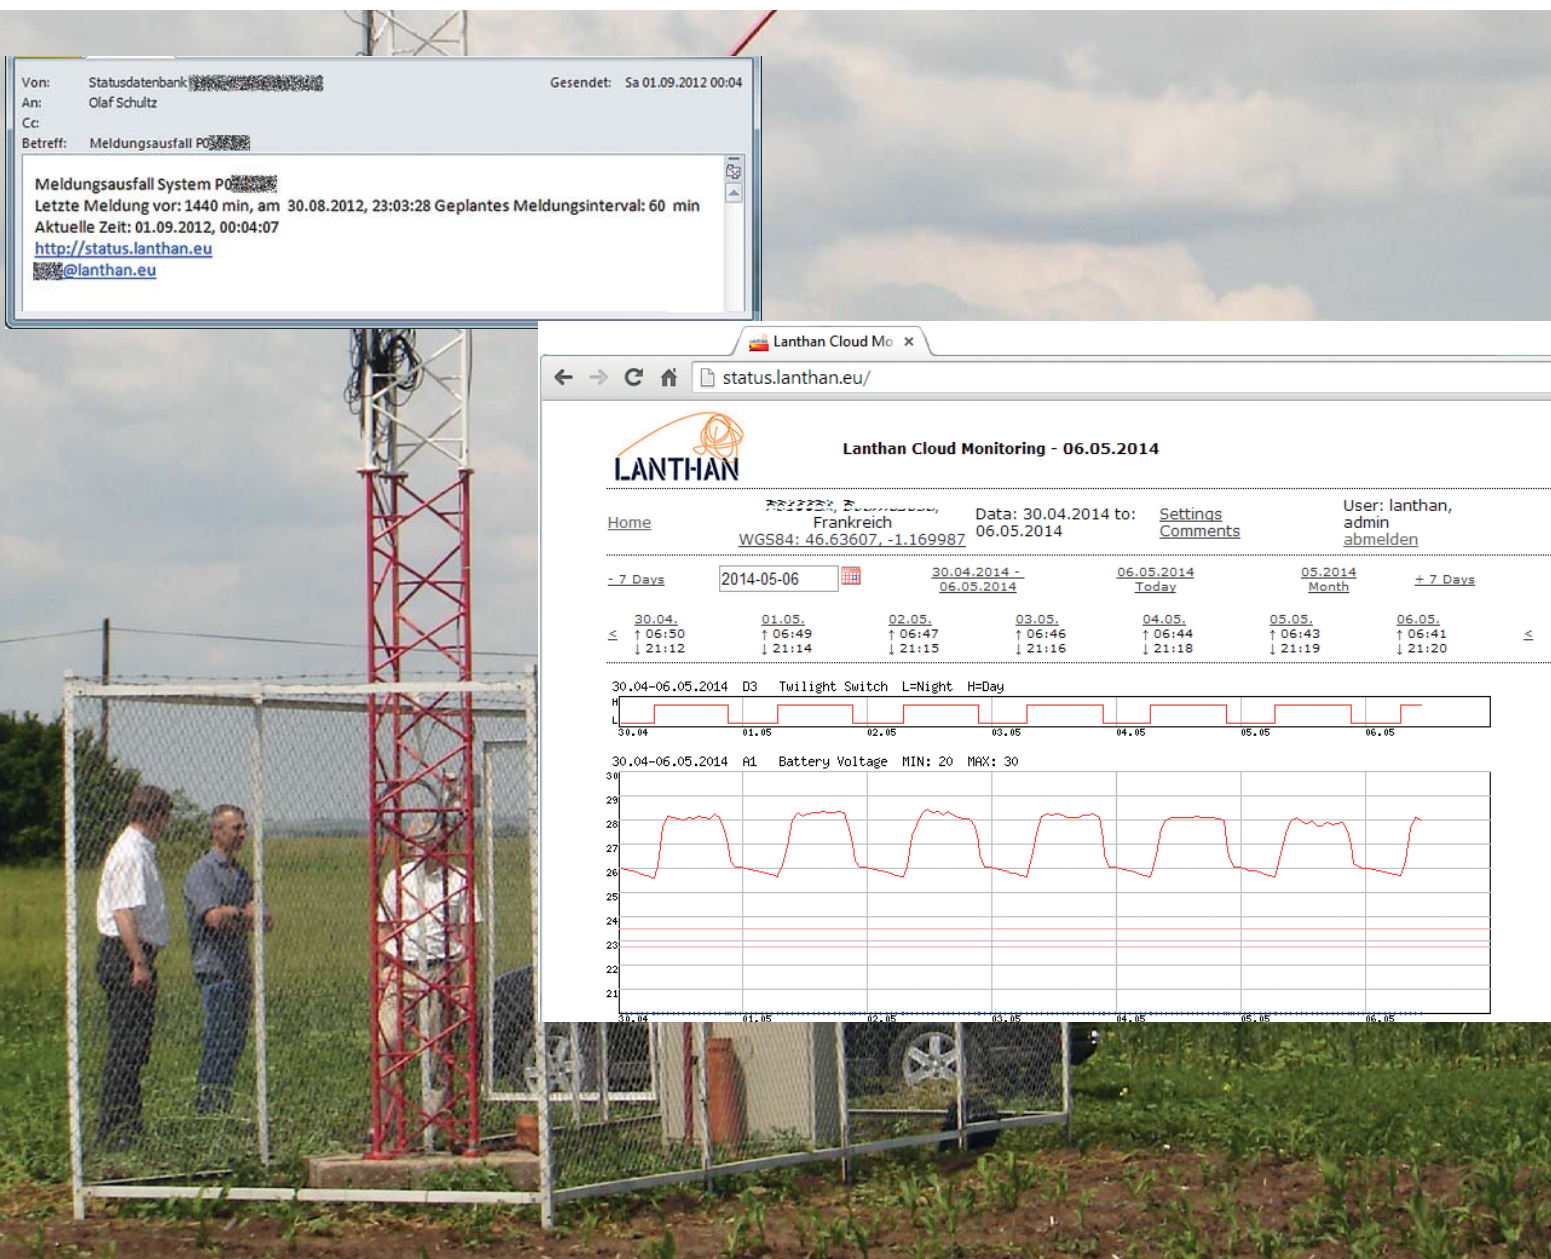 Von: Statusdatenbank Gesendet: Sa 01.09.2012 00:04
An: Olaf Schultz
Cc:
Betreff: Meldungsausfall P0
Meldungsausfall System P0
Letzte Meldung vor: 1440 min, am 30.08.2012, 23:03:28 Geplantes Meldungsinterval: 60 min
Aktuelle Zeit: 01.09.2012, 00:04:07
http://status.lanthan.eu
@lanthan.eu
Lanthan Cloud Mo ×
status.lanthan.eu/
LANTHAN
Lanthan Cloud Monitoring - 06.05.2014
Home
Frankreich
WGS84: 46.63607, -1.169987
Data: 30.04.2014 to:
06.05.2014
Settings
Comments
User: lanthan,
admin
abmelden
- 7 Days
2014-05-06
30.04.2014 -
06.05.2014
06.05.2014
Today
05.2014
Month
+ 7 Days
30.04. 01.05. 02.05. 03.05. 04.05. 05.05. 06.05.
< ↑ 06:50 ↑ 06:49 ↑ 06:47 ↑ 06:46 ↑ 06:44 ↑ 06:43 ↑ 06:41 <
↓ 21:12 ↓ 21:14 ↓ 21:15 ↓ 21:16 ↓ 21:18 ↓ 21:19 ↓ 21:20
30.04-06.05.2014 D3 Twilight Switch L=Night H=Day
H
L
30.04 01.05 02.05 03.05 04.05 05.05 06.05
30.04-06.05.2014 A1 Battery Voltage MIN: 20 MAX: 30
30
29
28
27
26
25
24
23
22
21
30.04 01.05 02.05 03.05 04.05 05.05 06.05